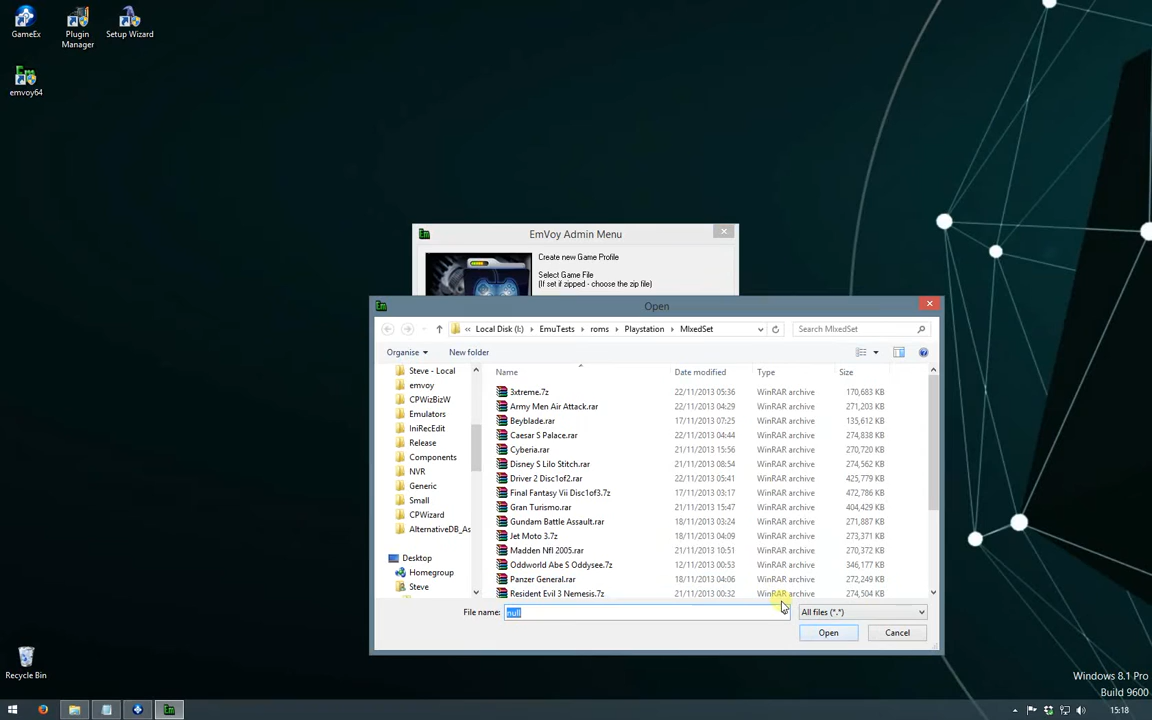 GameEx
Plugin Manager
Setup Wizard
emvoy64
EmVoy Admin Menu
Create new Game Profile
Select Game File
(If set if zipped - choose the zip file)
Open
« Local Disk (I:) EmuTests roms Playstation MIxedSet
Search MIxedSet
Organise
New folder
Name Date modified Type Size
Steve - Local
emvoy
CPWizBizW
Emulators
IniRecEdit
Release
Components
NVR
Generic
Small
CPWizard
AlternativeDB_As
Desktop
Homegroup
Steve
3xtreme.7z 22/11/2013 05:36 WinRAR archive 170,683 KB
Army Men Air Attack.rar 22/11/2013 04:29 WinRAR archive 271,203 KB
Beyblade.rar 17/11/2013 07:25 WinRAR archive 135,612 KB
Caesar S Palace.rar 22/11/2013 04:44 WinRAR archive 274,838 KB
Cyberia.rar 21/11/2013 15:56 WinRAR archive 270,720 KB
Disney S Lilo Stitch.rar 21/11/2013 08:54 WinRAR archive 274,562 KB
Driver 2 Disc1of2.rar 22/11/2013 05:41 WinRAR archive 425,779 KB
Final Fantasy Vii Disc1of3.7z 17/11/2013 03:17 WinRAR archive 472,786 KB
Gran Turismo.rar 21/11/2013 15:47 WinRAR archive 404,429 KB
Gundam Battle Assault.rar 18/11/2013 03:24 WinRAR archive 271,887 KB
Jet Moto 3.7z 18/11/2013 04:09 WinRAR archive 273,371 KB
Madden Nfl 2005.rar 21/11/2013 10:51 WinRAR archive 270,372 KB
Oddworld Abe S Oddysee.7z 12/11/2013 00:53 WinRAR archive 346,177 KB
Panzer General.rar 18/11/2013 04:06 WinRAR archive 272,249 KB
Resident Evil 3 Nemesis.7z 21/11/2013 00:32 WinRAR archive 274,504 KB
File name: null All files (*.*)
Open Cancel
Recycle Bin
Windows 8.1 Pro
Build 9600
15:18